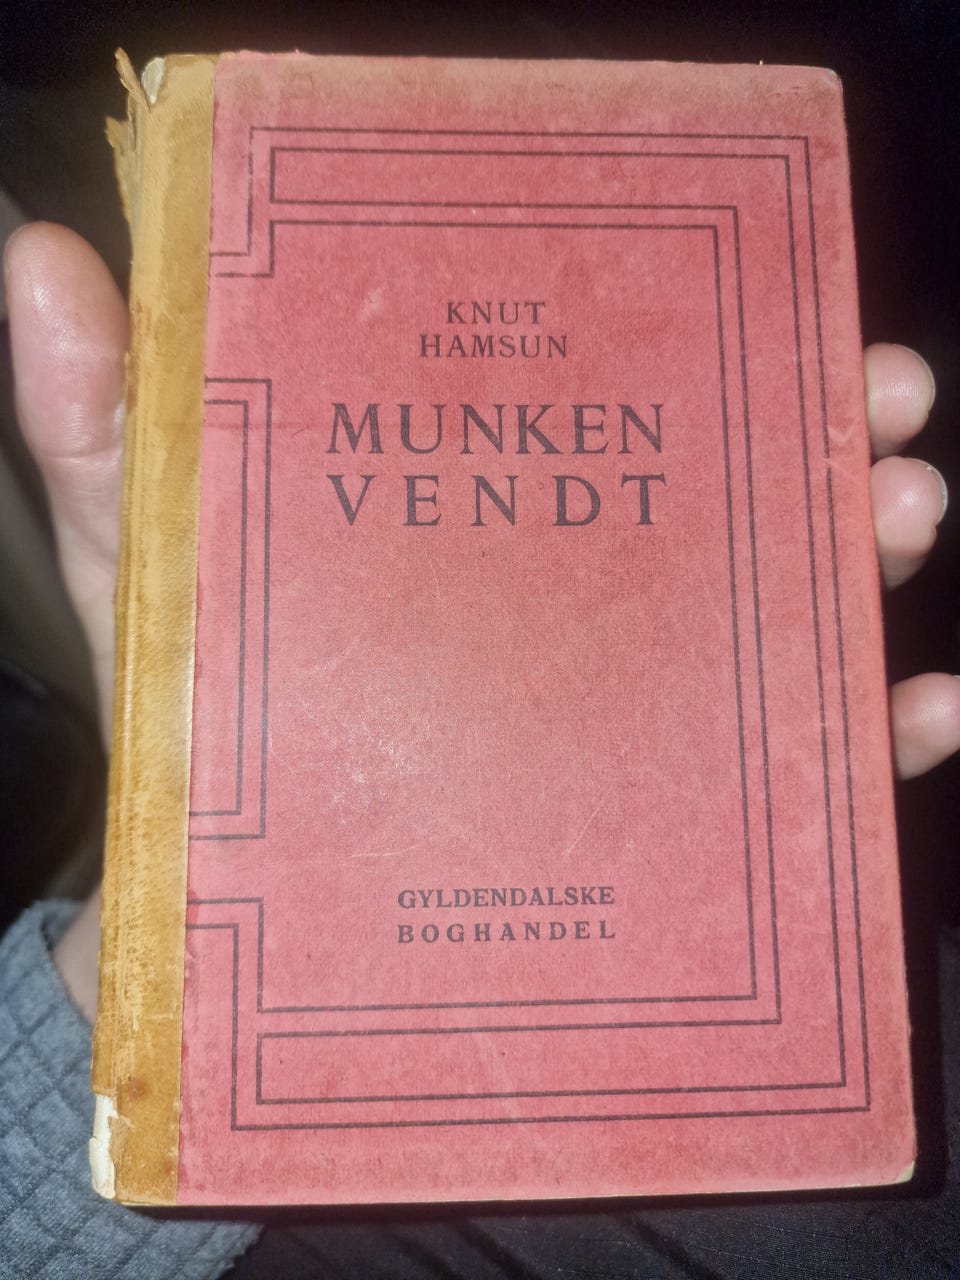 KNUT
HAMSUN
MUNKEN
VENDT
GYLDENDALSKE
BOGHANDEL